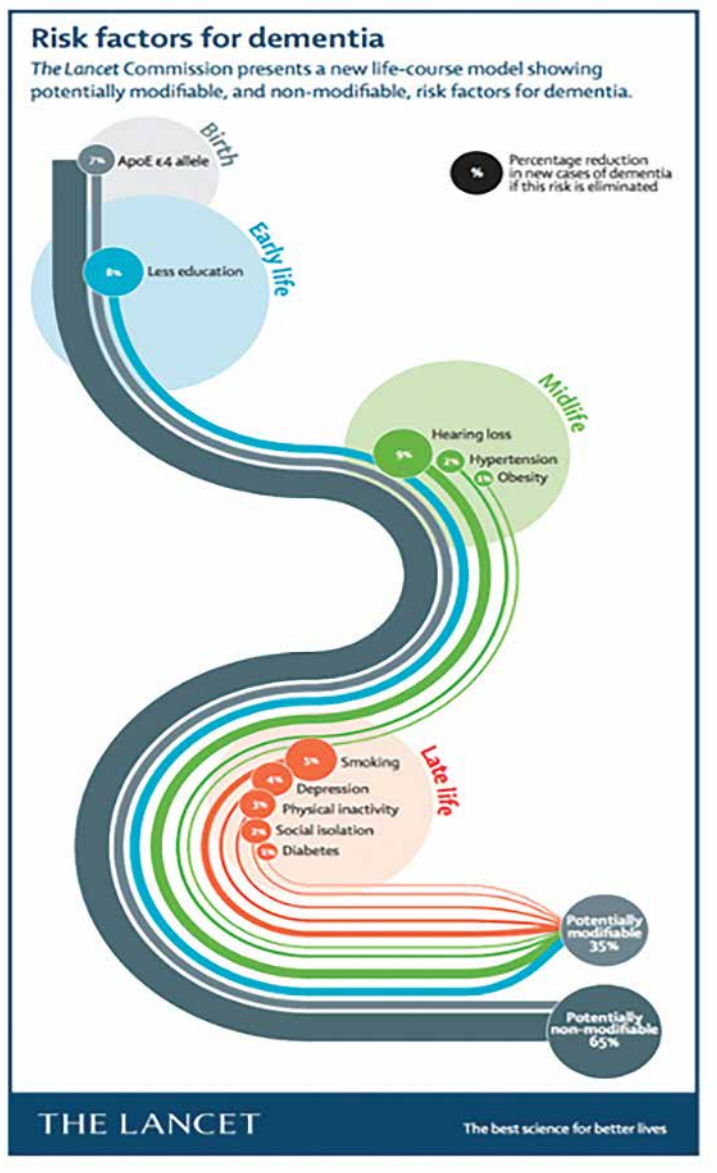 Risk factors for dementia
The Lancet Commission presents a new life-course model showing
potentially modifiable, and non-modifiable, risk factors for dementia.
Birth
7%
ApoE ε4 allele
%
Percentage reduction
in new cases of dementia
if this risk is eliminated
Early life
8%
Less education
Midlife
Hearing loss
9%
2%
Hypertension
1%
Obesity
Late life
5%
Smoking
4%
Depression
3%
Physical inactivity
2%
Social isolation
1%
Diabetes
Potentially
modifiable
35%
Potentially
non-modifiable
65%
THE LANCET
The best science for better lives